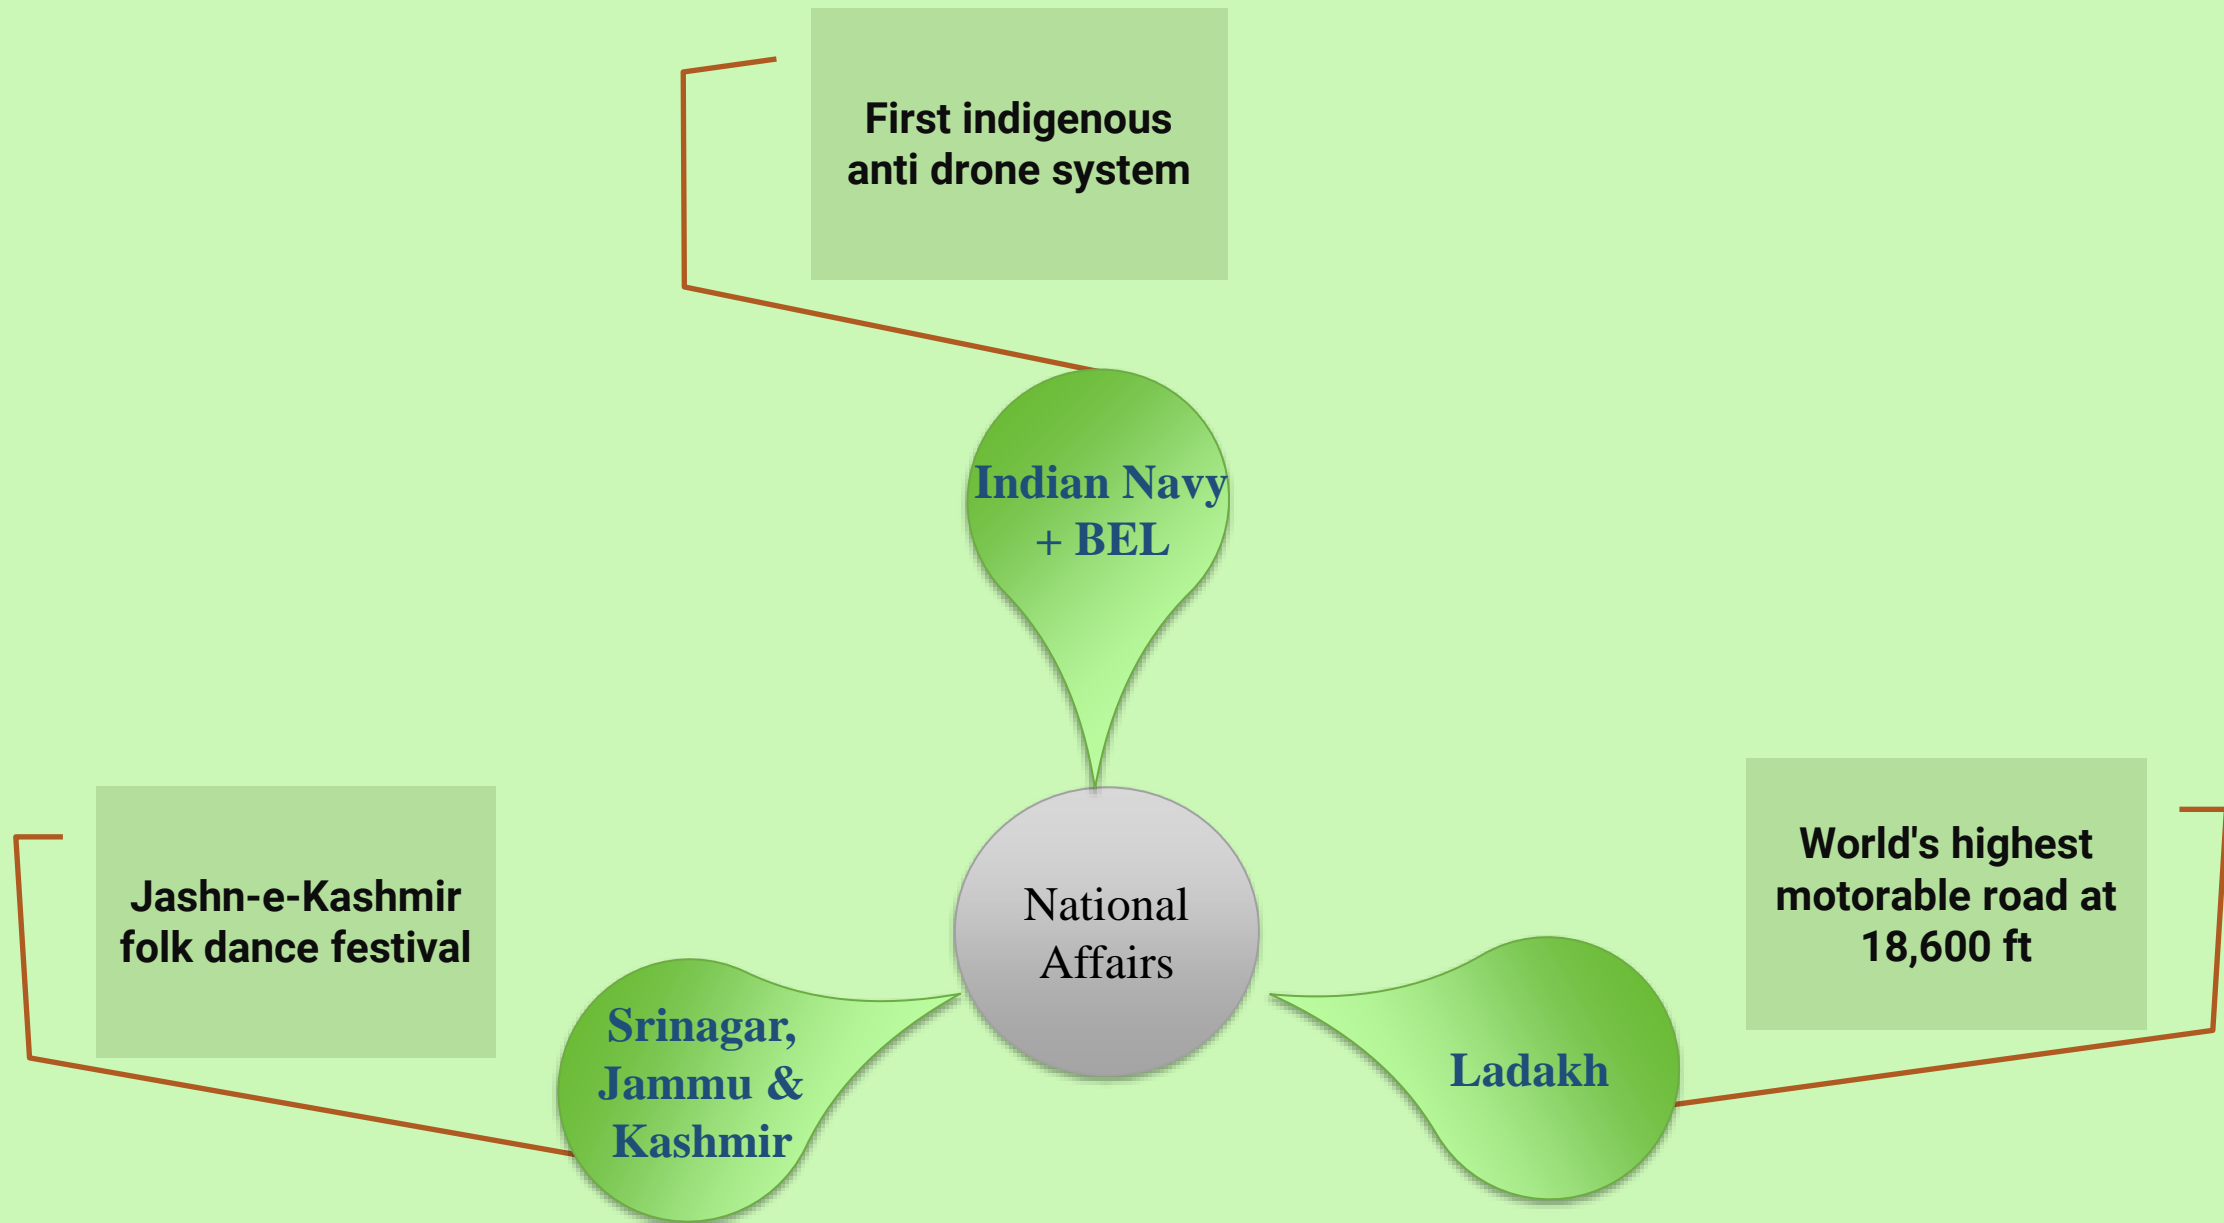 First indigenous
anti drone system
Indian Navy
+ BEL
Jashn-e-Kashmir
folk dance festival
Srinagar,
Jammu &
Kashmir
National
Affairs
World's highest
motorable road at
18,600 ft
Ladakh